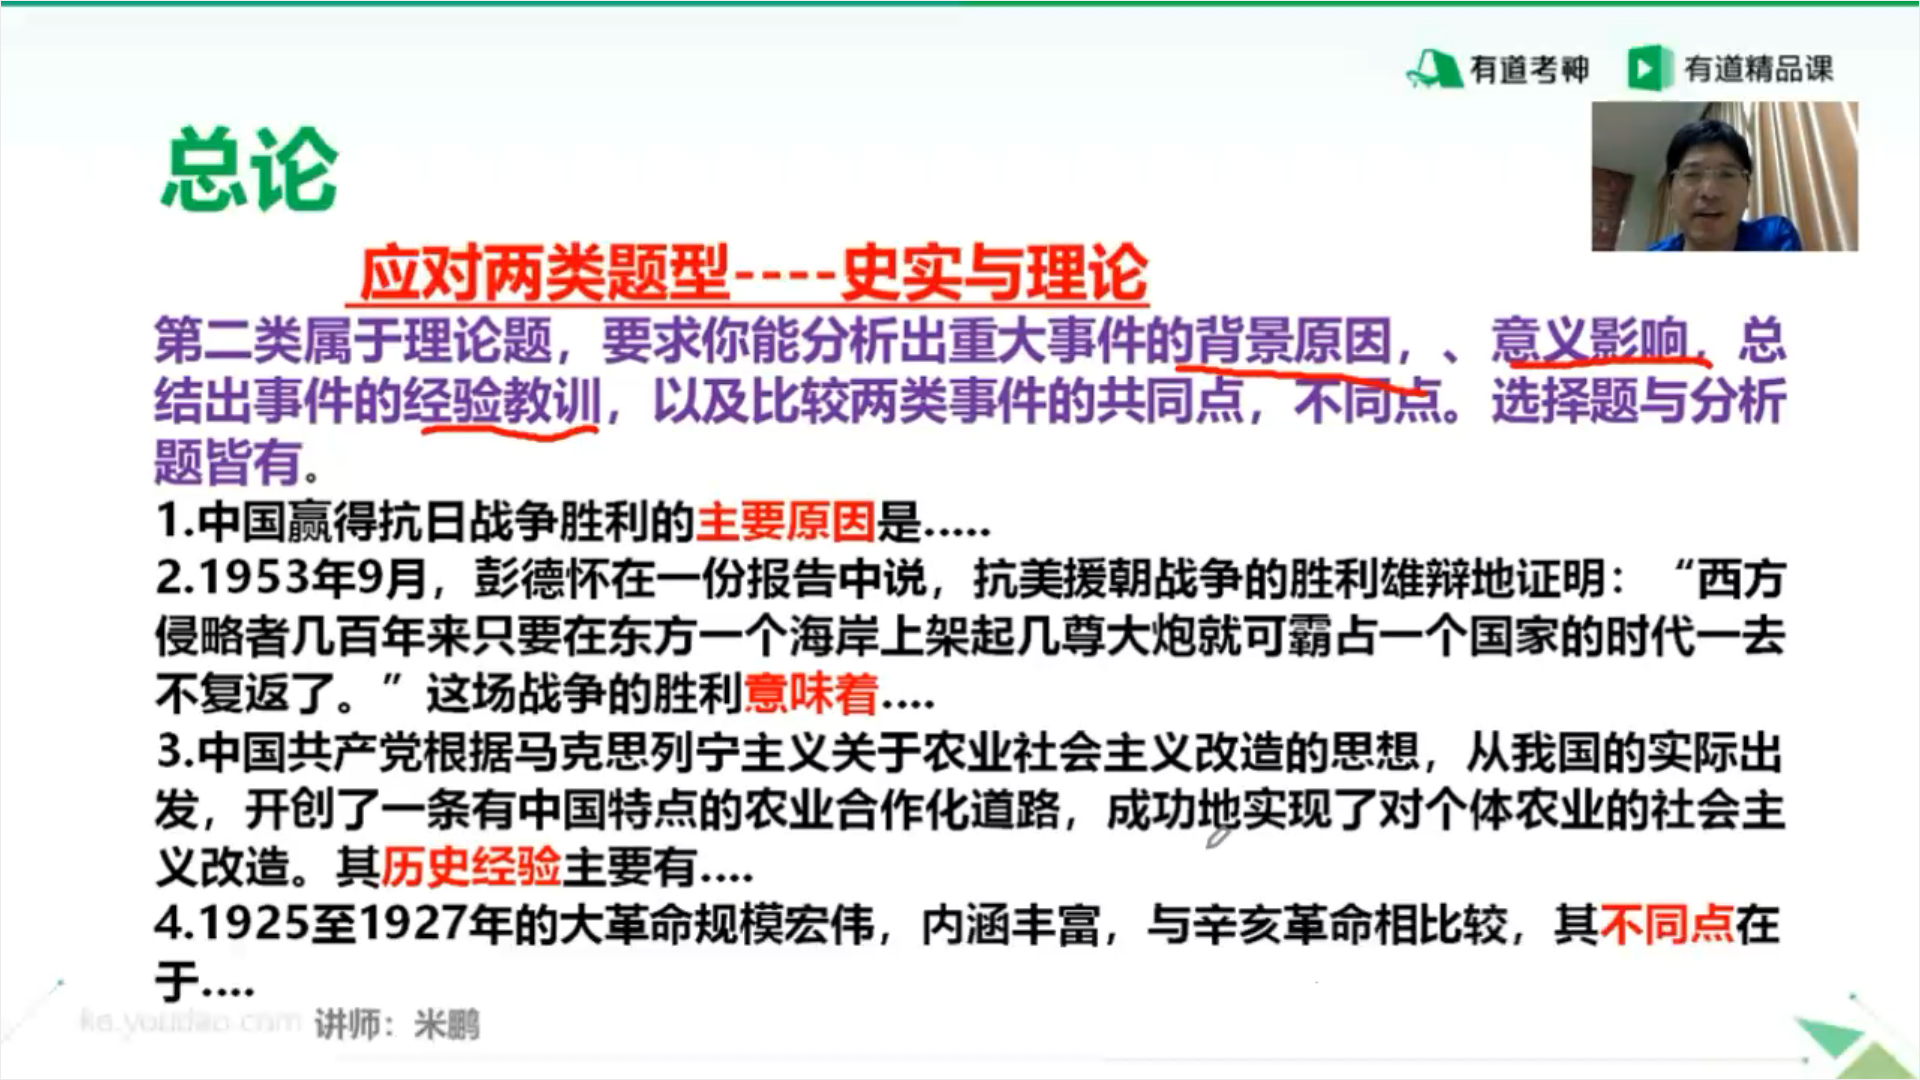 有道考神 有道精品课
总论
应对两类题型----史实与理论
第二类属于理论题，要求你能分析出重大事件的背景原因，、意义影响，总
结出事件的经验教训，以及比较两类事件的共同点，不同点。选择题与分析
题皆有。
1.中国赢得抗日战争胜利的主要原因是.....
2.1953年9月，彭德怀在一份报告中说，抗美援朝战争的胜利雄辩地证明：“西方
侵略者几百年来只要在东方一个海岸上架起几尊大炮就可霸占一个国家的时代一去
不复返了。”这场战争的胜利意味着....
3.中国共产党根据马克思列宁主义关于农业社会主义改造的思想，从我国的实际出
发，开创了一条有中国特点的农业合作化道路，成功地实现了对个体农业的社会主
义改造。其历史经验主要有....
4.1925至1927年的大革命规模宏伟，内涵丰富，与辛亥革命相比较，其不同点在
于....
ke.youdao.com 讲师：米鹏